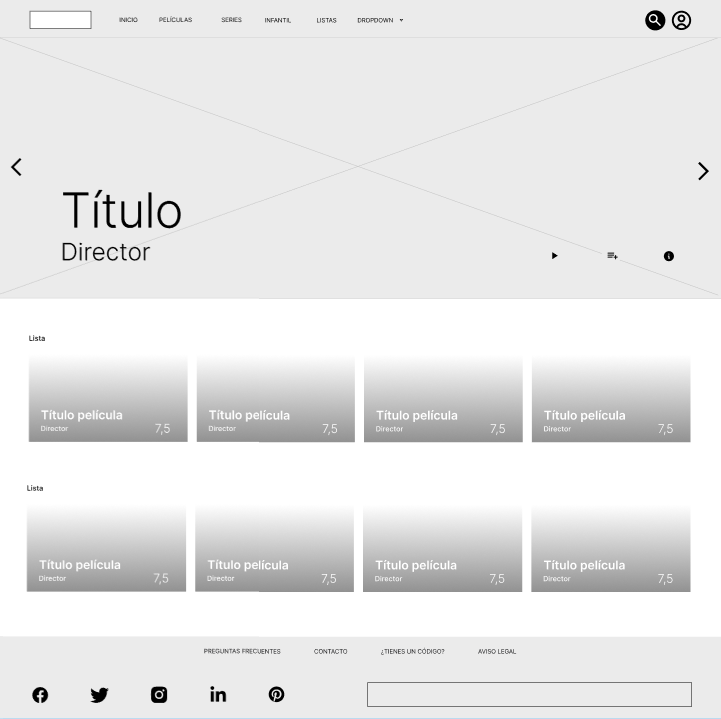 INICIO PELÍCULAS SERIES INFANTIL LISTAS DROPDOWN
Título
Director
Lista
Título película Título película Título película Título película
Director 7,5 Director 7,5 Director 7,5 Director 7,5
Lista
Título película Título película Título película Título película
Director 7,5 Director 7,5 Director 7,5 Director 7,5
PREGUNTAS FRECUENTES CONTACTO ¿TIENES UN CÓDIGO? AVISO LEGAL